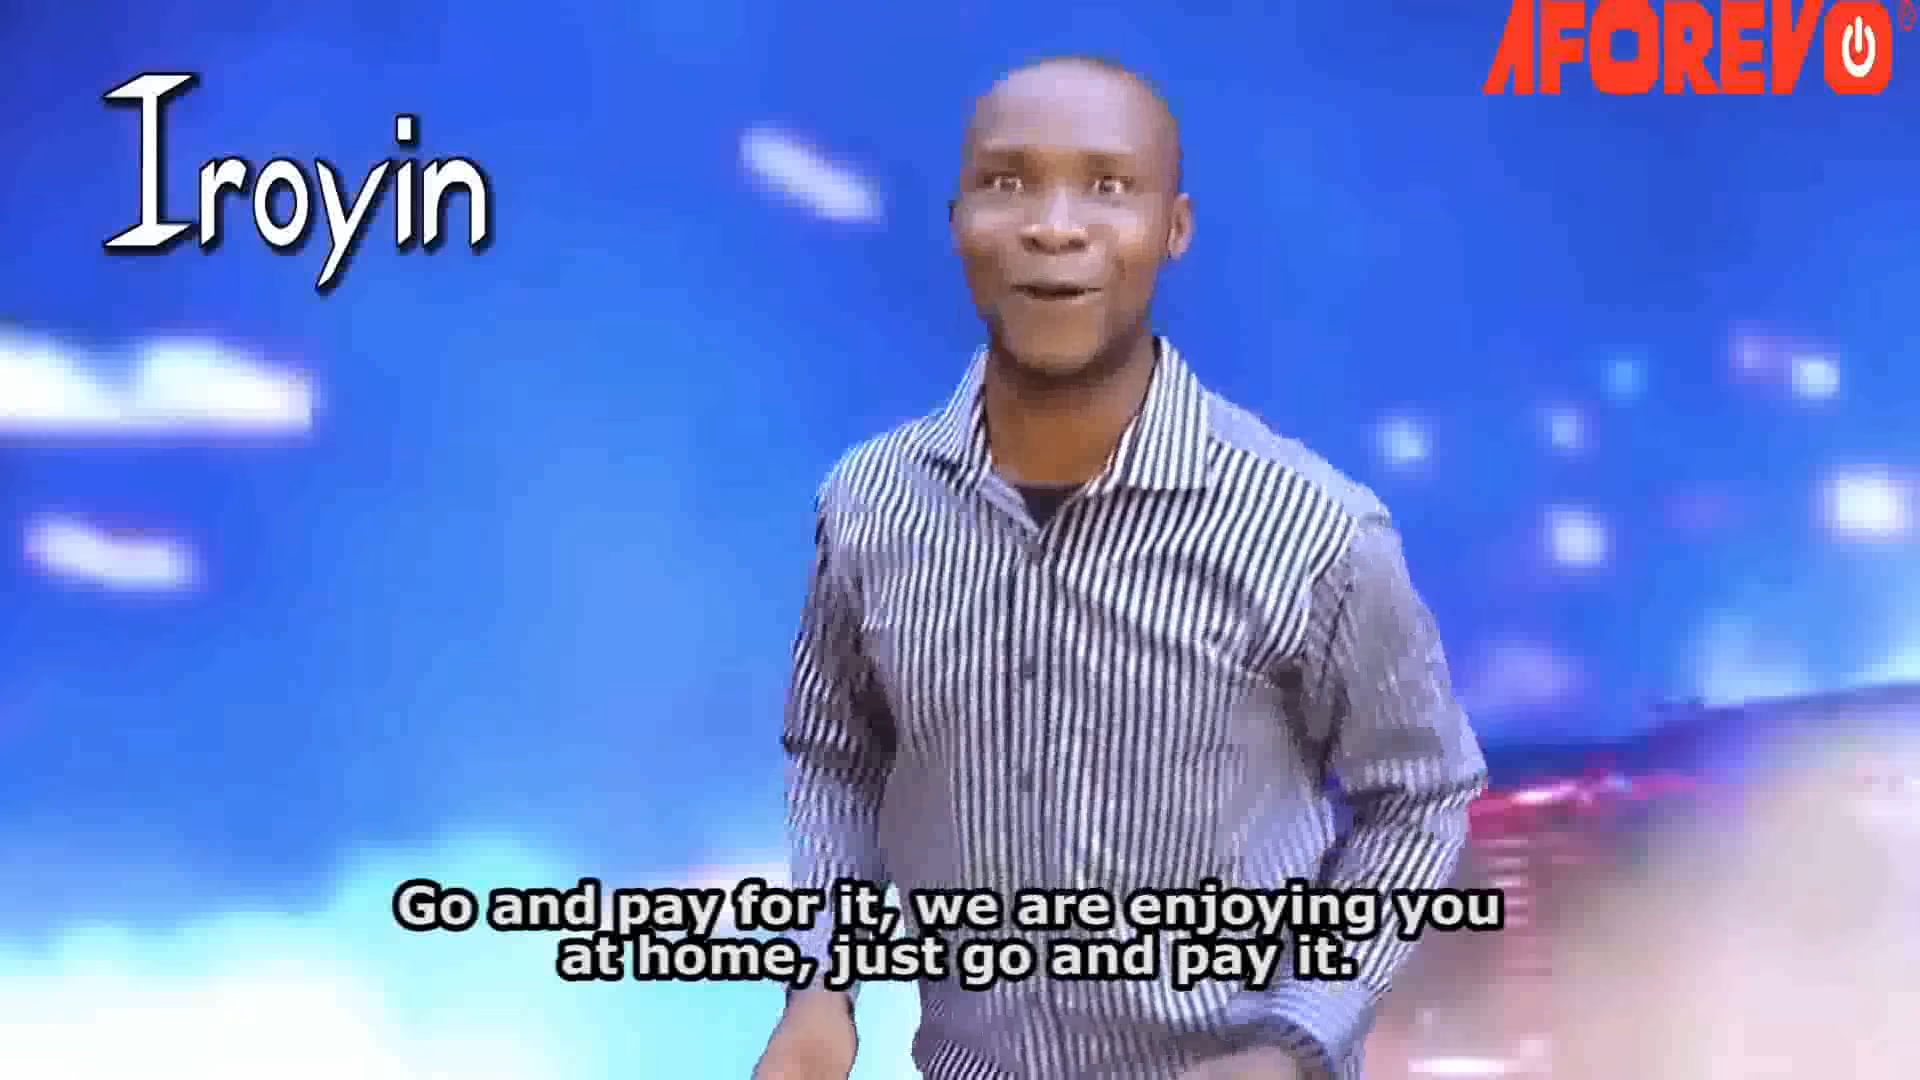 AFOREVO®
Iroyin
Go and pay for it, we are enjoying you
at home, just go and pay it.